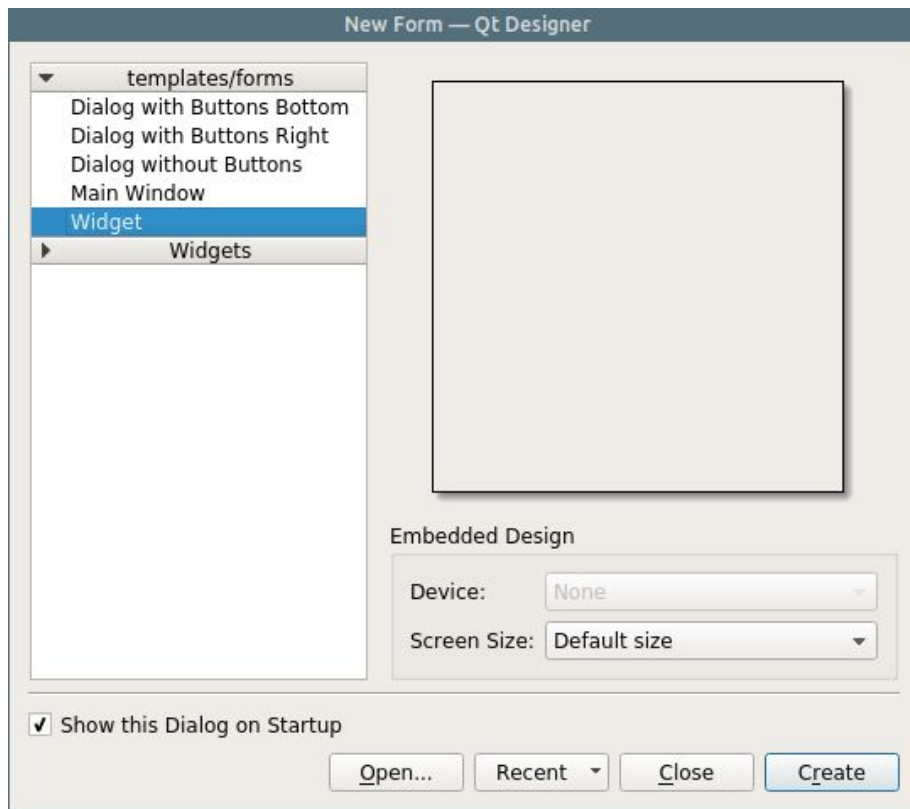 New Form — Qt Designer
templates/forms
Dialog with Buttons Bottom
Dialog with Buttons Right
Dialog without Buttons
Main Window
Widget
Widgets
Embedded Design
Device: None
Screen Size: Default size
Show this Dialog on Startup
Open... Recent Close Create